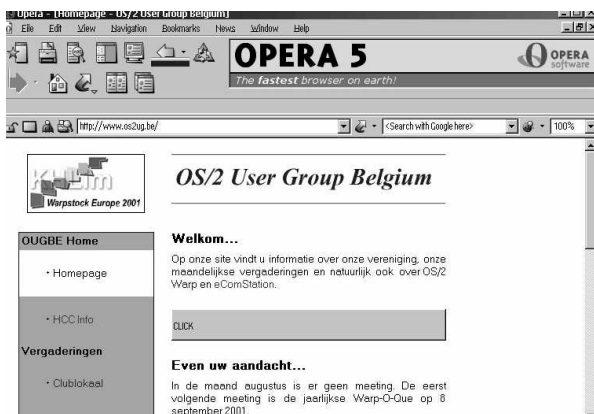 Opera - [Homepage - OS/2 User Group Belgium]
File Edit View Navigation Bookmarks News Window Help
OPERA 5
The fastest browser on earth!
OPERA
software
http://www.os2ug.be/
<Search with Google here>
100%
KHLim
Warpstock Europe 2001
OS/2 User Group Belgium
OUGBE Home
• Homepage
• HCC Info
Vergaderingen
• Clublokaal
Welkom...
Op onze site vindt u informatie over onze vereniging, onze
maandelijkse vergaderingen en natuurlijk ook over OS/2
Warp en eComStation.
CLICK
Even uw aandacht...
In de maand augustus is er geen meeting. De eerst
volgende meeting is de jaarlijkse Warp-O-Que op 8
september 2001.